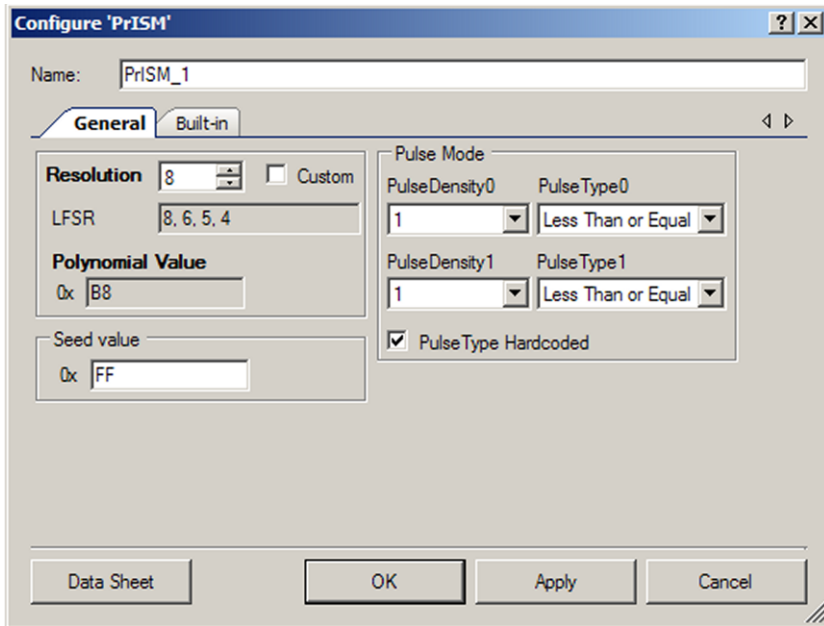 Configure 'PrISM'
Name: PrISM_1
General Built-in
Resolution 8 Custom
LFSR 8, 6, 5, 4
Polynomial Value
0x B8
Seed value
0x FF
Pulse Mode
PulseDensity0 PulseType0
1 Less Than or Equal
PulseDensity1 PulseType1
1 Less Than or Equal
PulseType Hardcoded
Data Sheet OK Apply Cancel